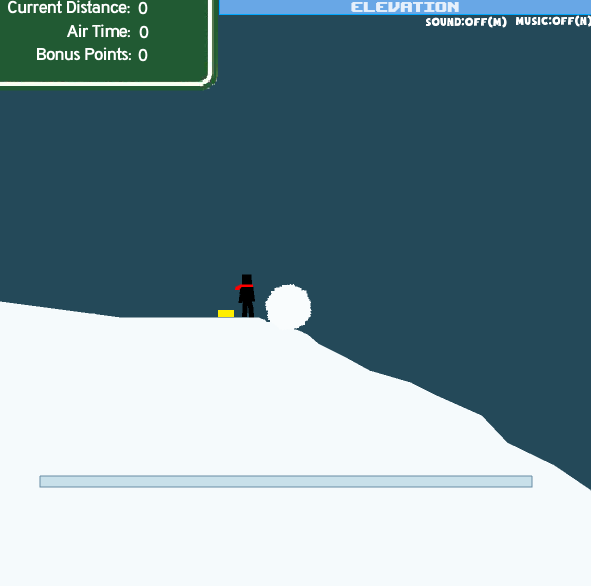 Current Distance: 0
Air Time: 0
Bonus Points: 0
ELEVATION
SOUND:OFF(M) MUSIC:OFF(N)